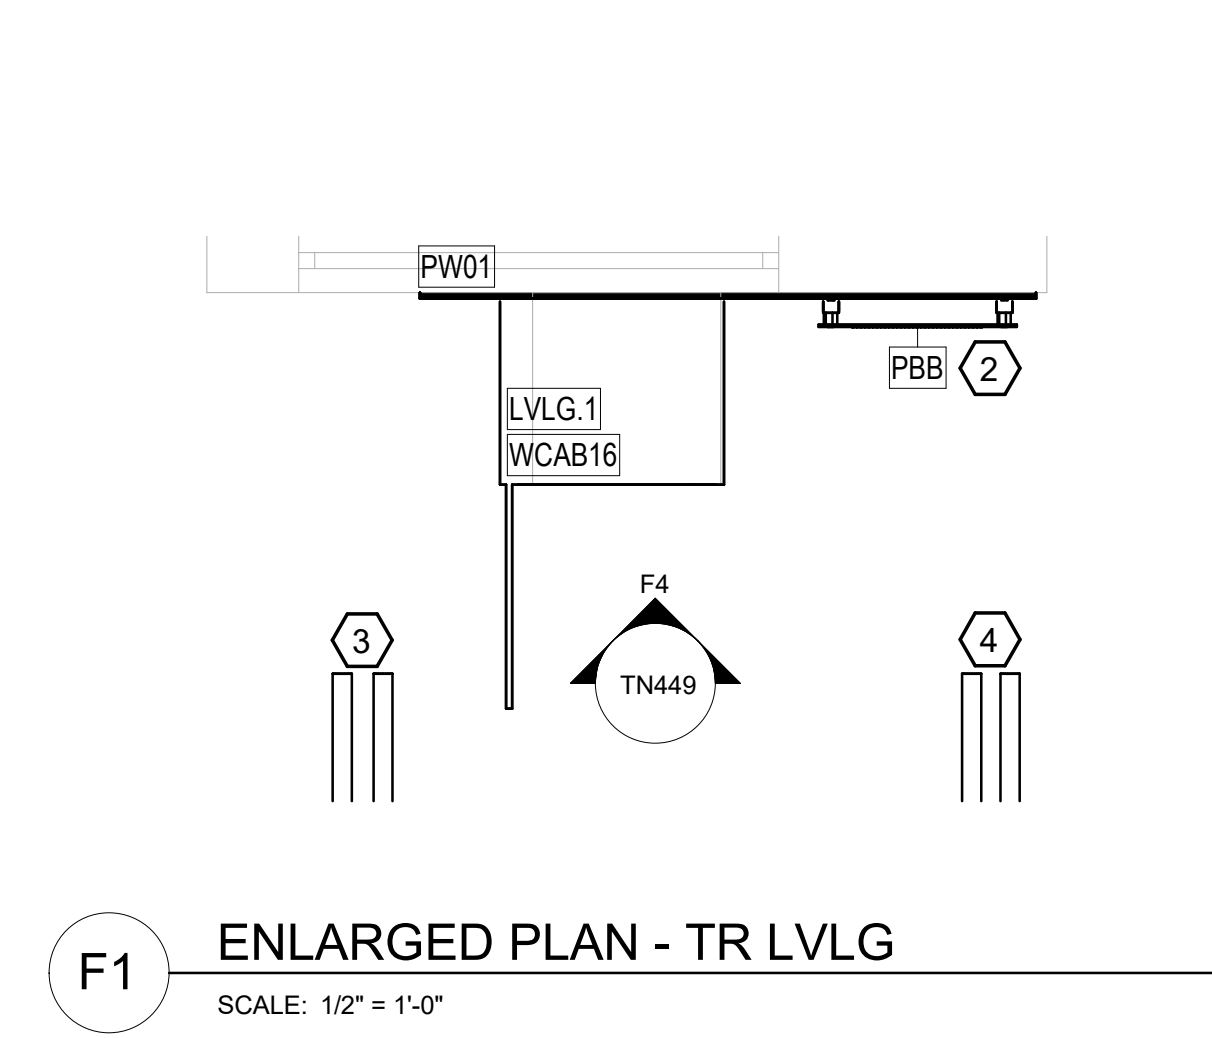 PW01
PBB
2
LVLG.1
WCAB16
F4
3
4
TN449
F1
ENLARGED PLAN - TR LVLG
SCALE: 1/2" = 1'-0"